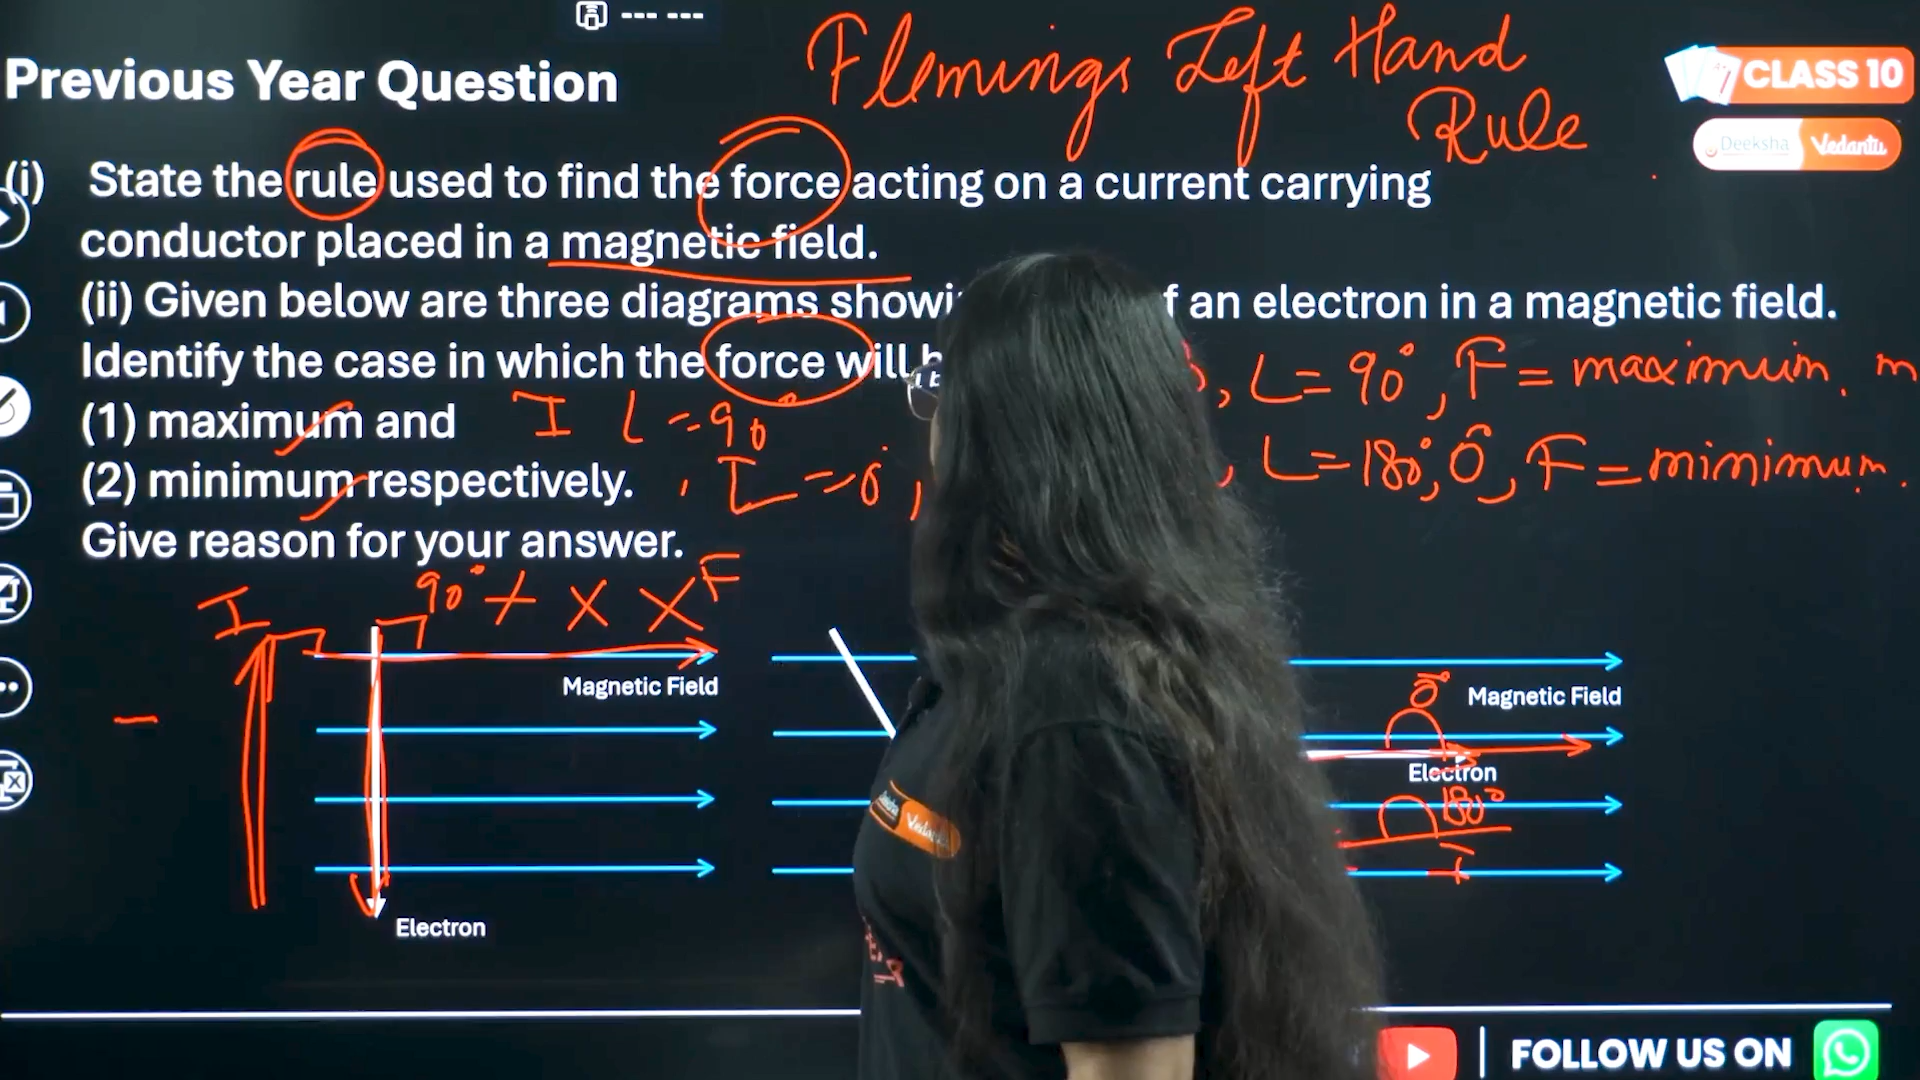 Flemings Left Hand
Rule
Previous Year Question
CLASS 10
Deeksha Vedantu
(i) State the rule used to find the force acting on a current carrying
conductor placed in a magnetic field.
(ii) Given below are three diagrams of an electron in a magnetic field.
Identify the case in which the force will
, L = 90°, F = maximum.
(1) maximum and
I L = 90°
(2) minimum respectively.
, L = 180°, 0°, F = minimum.
Give reason for your answer.
I
90° X X X F
Magnetic Field
Electron
Magnetic Field
0°
Electron
180°
FOLLOW US ON